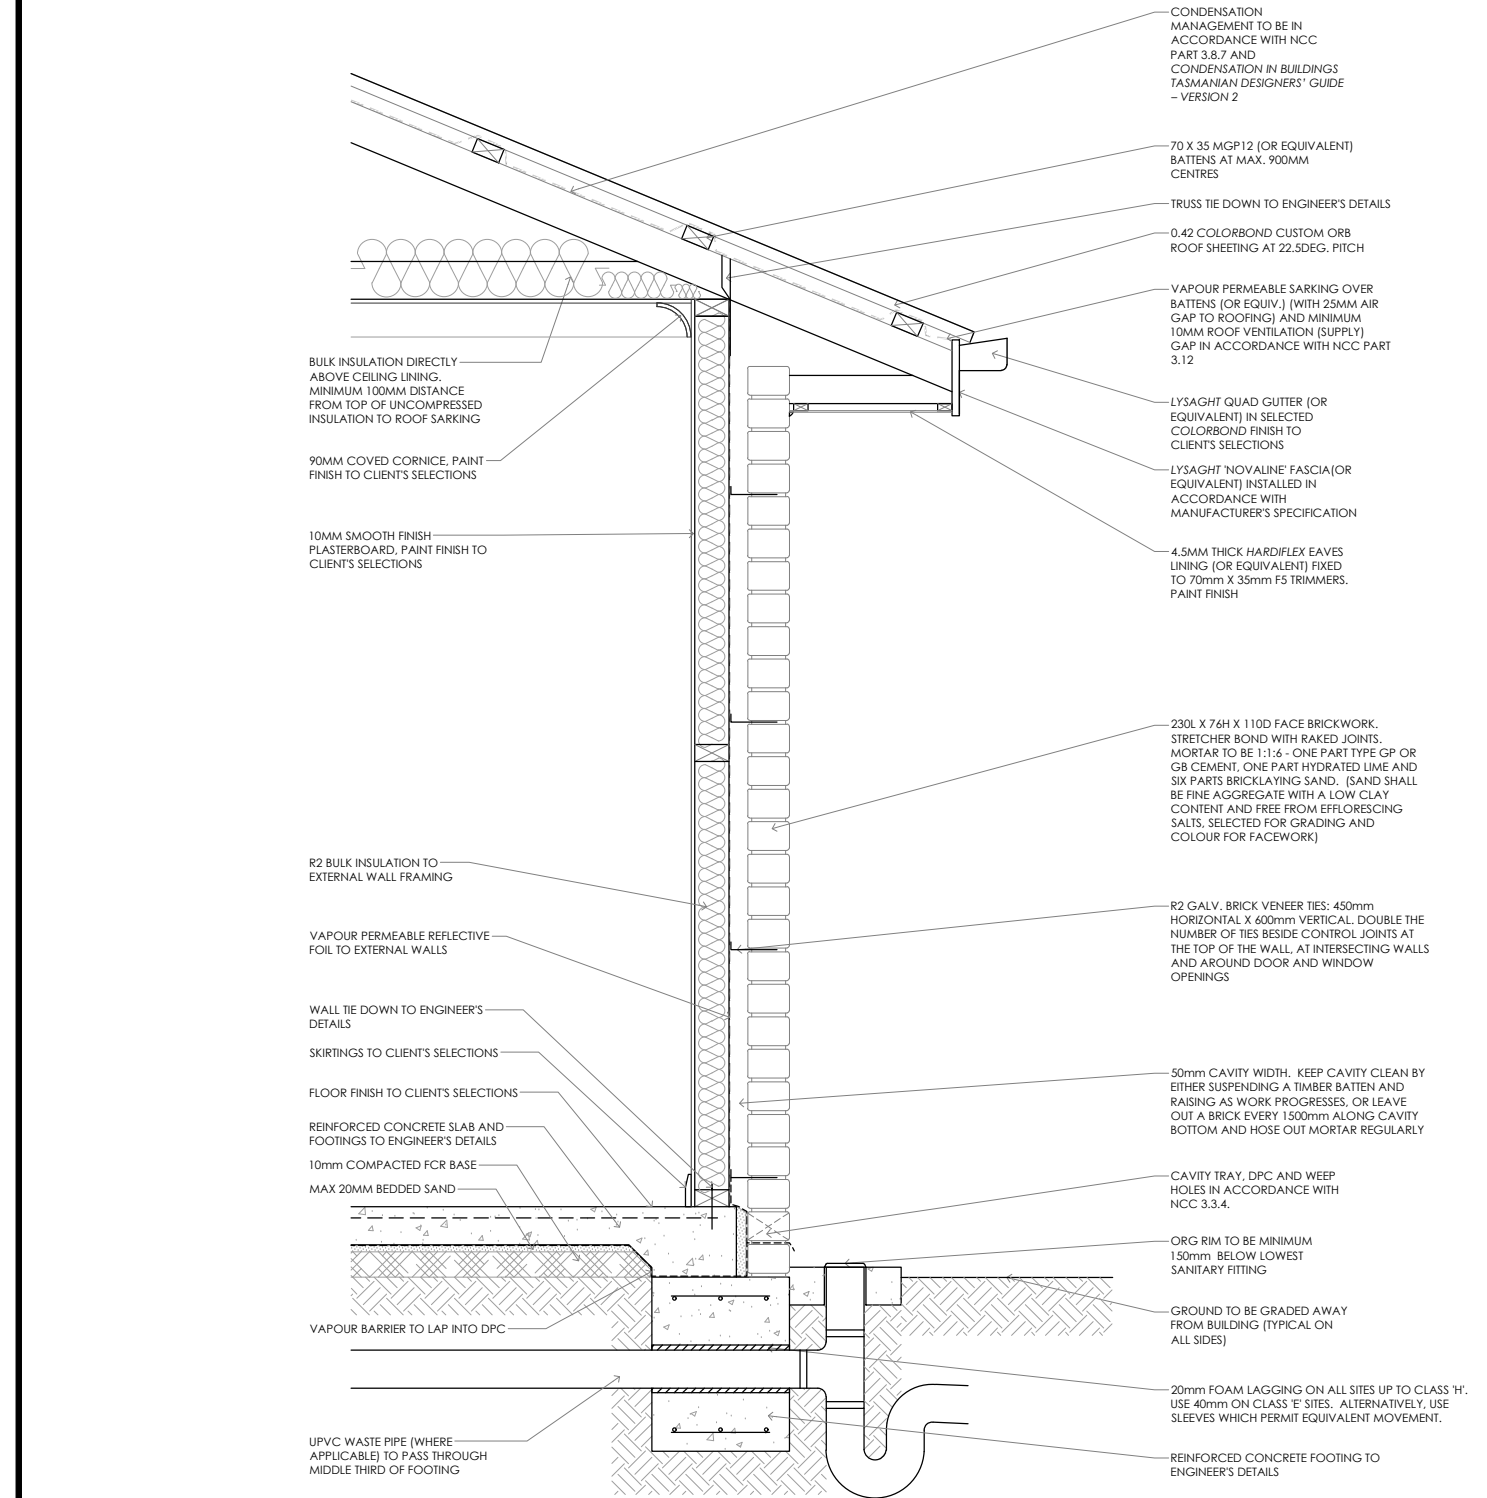 CONDENSATION
MANAGEMENT TO BE IN
ACCORDANCE WITH NCC
PART 3.8.7 AND
CONDENSATION IN BUILDINGS
TASMANIAN DESIGNERS' GUIDE
– VERSION 2
70 X 35 MGP12 (OR EQUIVALENT)
BATTENS AT MAX. 900MM
CENTRES
TRUSS TIE DOWN TO ENGINEER'S DETAILS
0.42 COLORBOND CUSTOM ORB
ROOF SHEETING AT 22.5DEG. PITCH
VAPOUR PERMEABLE SARKING OVER
BATTENS (OR EQUIV.) (WITH 25MM AIR
GAP TO ROOFING) AND MINIMUM
10MM ROOF VENTILATION (SUPPLY)
GAP IN ACCORDANCE WITH NCC PART
3.12
LYSAGHT QUAD GUTTER (OR
EQUIVALENT) IN SELECTED
COLORBOND FINISH TO
CLIENT'S SELECTIONS
LYSAGHT 'NOVALINE' FASCIA(OR
EQUIVALENT) INSTALLED IN
ACCORDANCE WITH
MANUFACTURER'S SPECIFICATION
4.5MM THICK HARDIFLEX EAVES
LINING (OR EQUIVALENT) FIXED
TO 70mm X 35mm F5 TRIMMERS.
PAINT FINISH
230L X 76H X 110D FACE BRICKWORK.
STRETCHER BOND WITH RAKED JOINTS.
MORTAR TO BE 1:1:6 - ONE PART TYPE GP OR
GB CEMENT, ONE PART HYDRATED LIME AND
SIX PARTS BRICKLAYING SAND.  (SAND SHALL
BE FINE AGGREGATE WITH A LOW CLAY
CONTENT AND FREE FROM EFFLORESCING
SALTS, SELECTED FOR GRADING AND
COLOUR FOR FACEWORK)
R2 GALV. BRICK VENEER TIES: 450mm
HORIZONTAL X 600mm VERTICAL. DOUBLE THE
NUMBER OF TIES BESIDE CONTROL JOINTS AT
THE TOP OF THE WALL, AT INTERSECTING WALLS
AND AROUND DOOR AND WINDOW
OPENINGS
50mm CAVITY WIDTH.  KEEP CAVITY CLEAN BY
EITHER SUSPENDING A TIMBER BATTEN AND
RAISING AS WORK PROGRESSES, OR LEAVE
OUT A BRICK EVERY 1500mm ALONG CAVITY
BOTTOM AND HOSE OUT MORTAR REGULARLY
CAVITY TRAY, DPC AND WEEP
HOLES IN ACCORDANCE WITH
NCC 3.3.4.
ORG RIM TO BE MINIMUM
150mm  BELOW LOWEST
SANITARY FITTING
GROUND TO BE GRADED AWAY
FROM BUILDING (TYPICAL ON
ALL SIDES)
20mm FOAM LAGGING ON ALL SITES UP TO CLASS 'H'.
USE 40mm ON CLASS 'E' SITES.  ALTERNATIVELY, USE
SLEEVES WHICH PERMIT EQUIVALENT MOVEMENT.
REINFORCED CONCRETE FOOTING TO
ENGINEER'S DETAILS
BULK INSULATION DIRECTLY
ABOVE CEILING LINING.
MINIMUM 100MM DISTANCE
FROM TOP OF UNCOMPRESSED
INSULATION TO ROOF SARKING
90MM COVED CORNICE, PAINT
FINISH TO CLIENT'S SELECTIONS
10MM SMOOTH FINISH
PLASTERBOARD, PAINT FINISH TO
CLIENT'S SELECTIONS
R2 BULK INSULATION TO
EXTERNAL WALL FRAMING
VAPOUR PERMEABLE REFLECTIVE
FOIL TO EXTERNAL WALLS
WALL TIE DOWN TO ENGINEER'S
DETAILS
SKIRTINGS TO CLIENT'S SELECTIONS
FLOOR FINISH TO CLIENT'S SELECTIONS
REINFORCED CONCRETE SLAB AND
FOOTINGS TO ENGINEER'S DETAILS
10mm COMPACTED FCR BASE
MAX 20MM BEDDED SAND
VAPOUR BARRIER TO LAP INTO DPC
UPVC WASTE PIPE (WHERE
APPLICABLE) TO PASS THROUGH
MIDDLE THIRD OF FOOTING